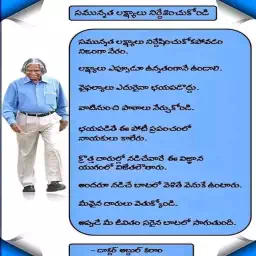 సమున్నత లక్ష్యాలు నిర్దేశించుకోండి
సమున్నత లక్ష్యాలు నిర్దేషించుకోకపోవడం
నిజంగా నేరం.
లక్ష్యాలు ఎప్పుడూ ఉన్నతంగానే ఉండాలి.
వైఫల్యాలు ఎదురైనా భయపడొద్దు.
వాటినుంచి పాఠాలు నేర్చుకోండి.
భయపడితే ఈ పోటీ ప్రపంచంలో
నాయకులు కాలేరు.
క్రొత్త దారుల్లో నడిచేవారే ఈ విజ్ఞాన
యుగంలో విజేతలౌతారు.
అందరూ నడిచే బాటలో వెళితే వెనుకే ఉంటారు.
మీవైన దారులు వెతుక్కోండి.
అప్పుడే మీ జీవితం సరైన బాటలో సాగుతుంది.
- డాక్టర్ అబ్దుల్ కలాం